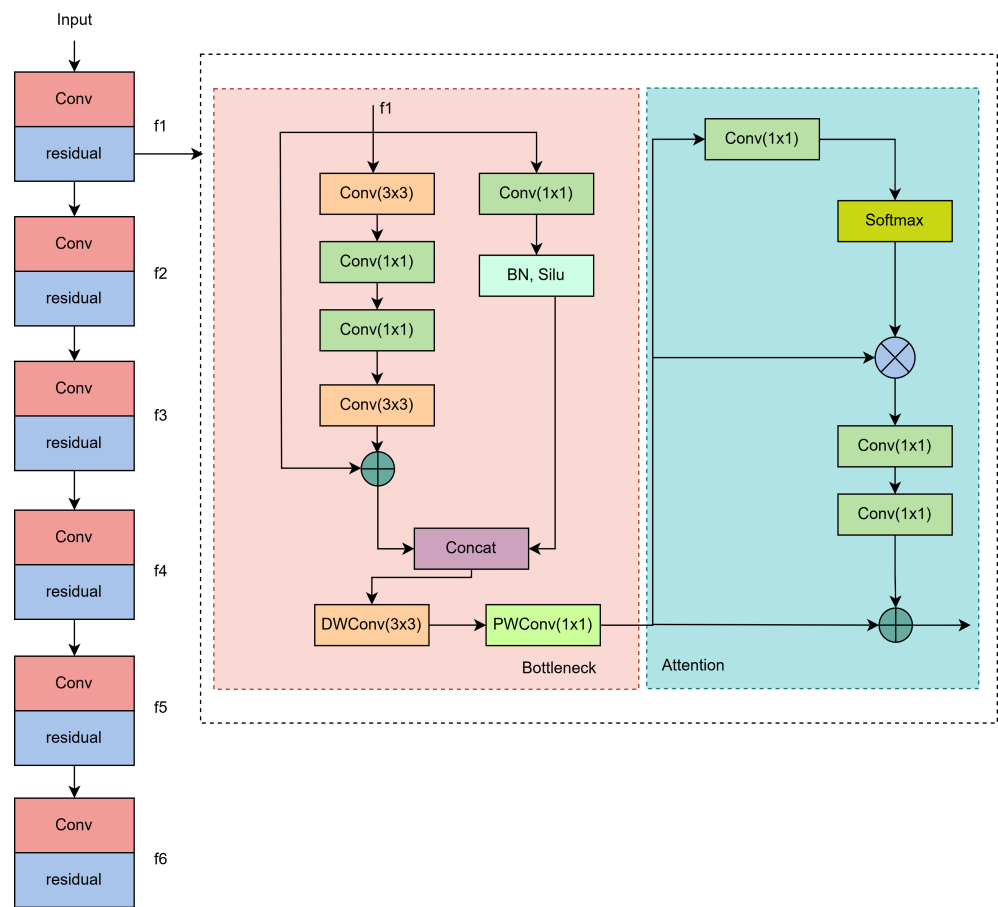 Input
Conv
residual
f1
Conv
residual
f2
Conv
residual
f3
Conv
residual
f4
Conv
residual
f5
Conv
residual
f6
f1
Conv(3x3)
Conv(1x1)
Conv(1x1)
Conv(3x3)
Conv(1x1)
BN, Silu
Concat
DWConv(3x3)
PWConv(1x1)
Bottleneck
Conv(1x1)
Softmax
Conv(1x1)
Conv(1x1)
Attention